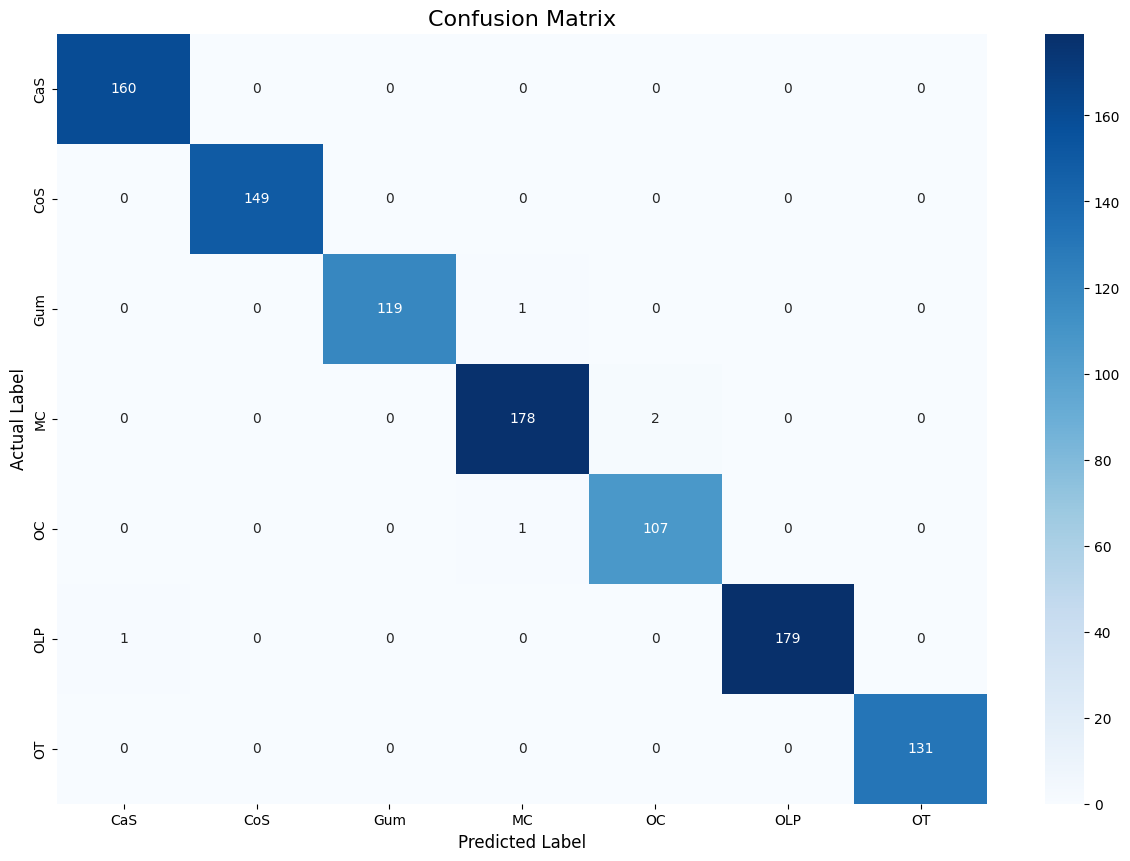 Confusion Matrix
CaS 160 0 0 0 0 0 0
CoS 0 149 0 0 0 0 0
Gum 0 0 119 1 0 0 0
MC 0 0 0 178 2 0 0
OC 0 0 0 1 107 0 0
OLP 1 0 0 0 0 179 0
OT 0 0 0 0 0 0 131
Actual Label
CaS CoS Gum MC OC OLP OT
Predicted Label
160
140
120
100
80
60
40
20
0